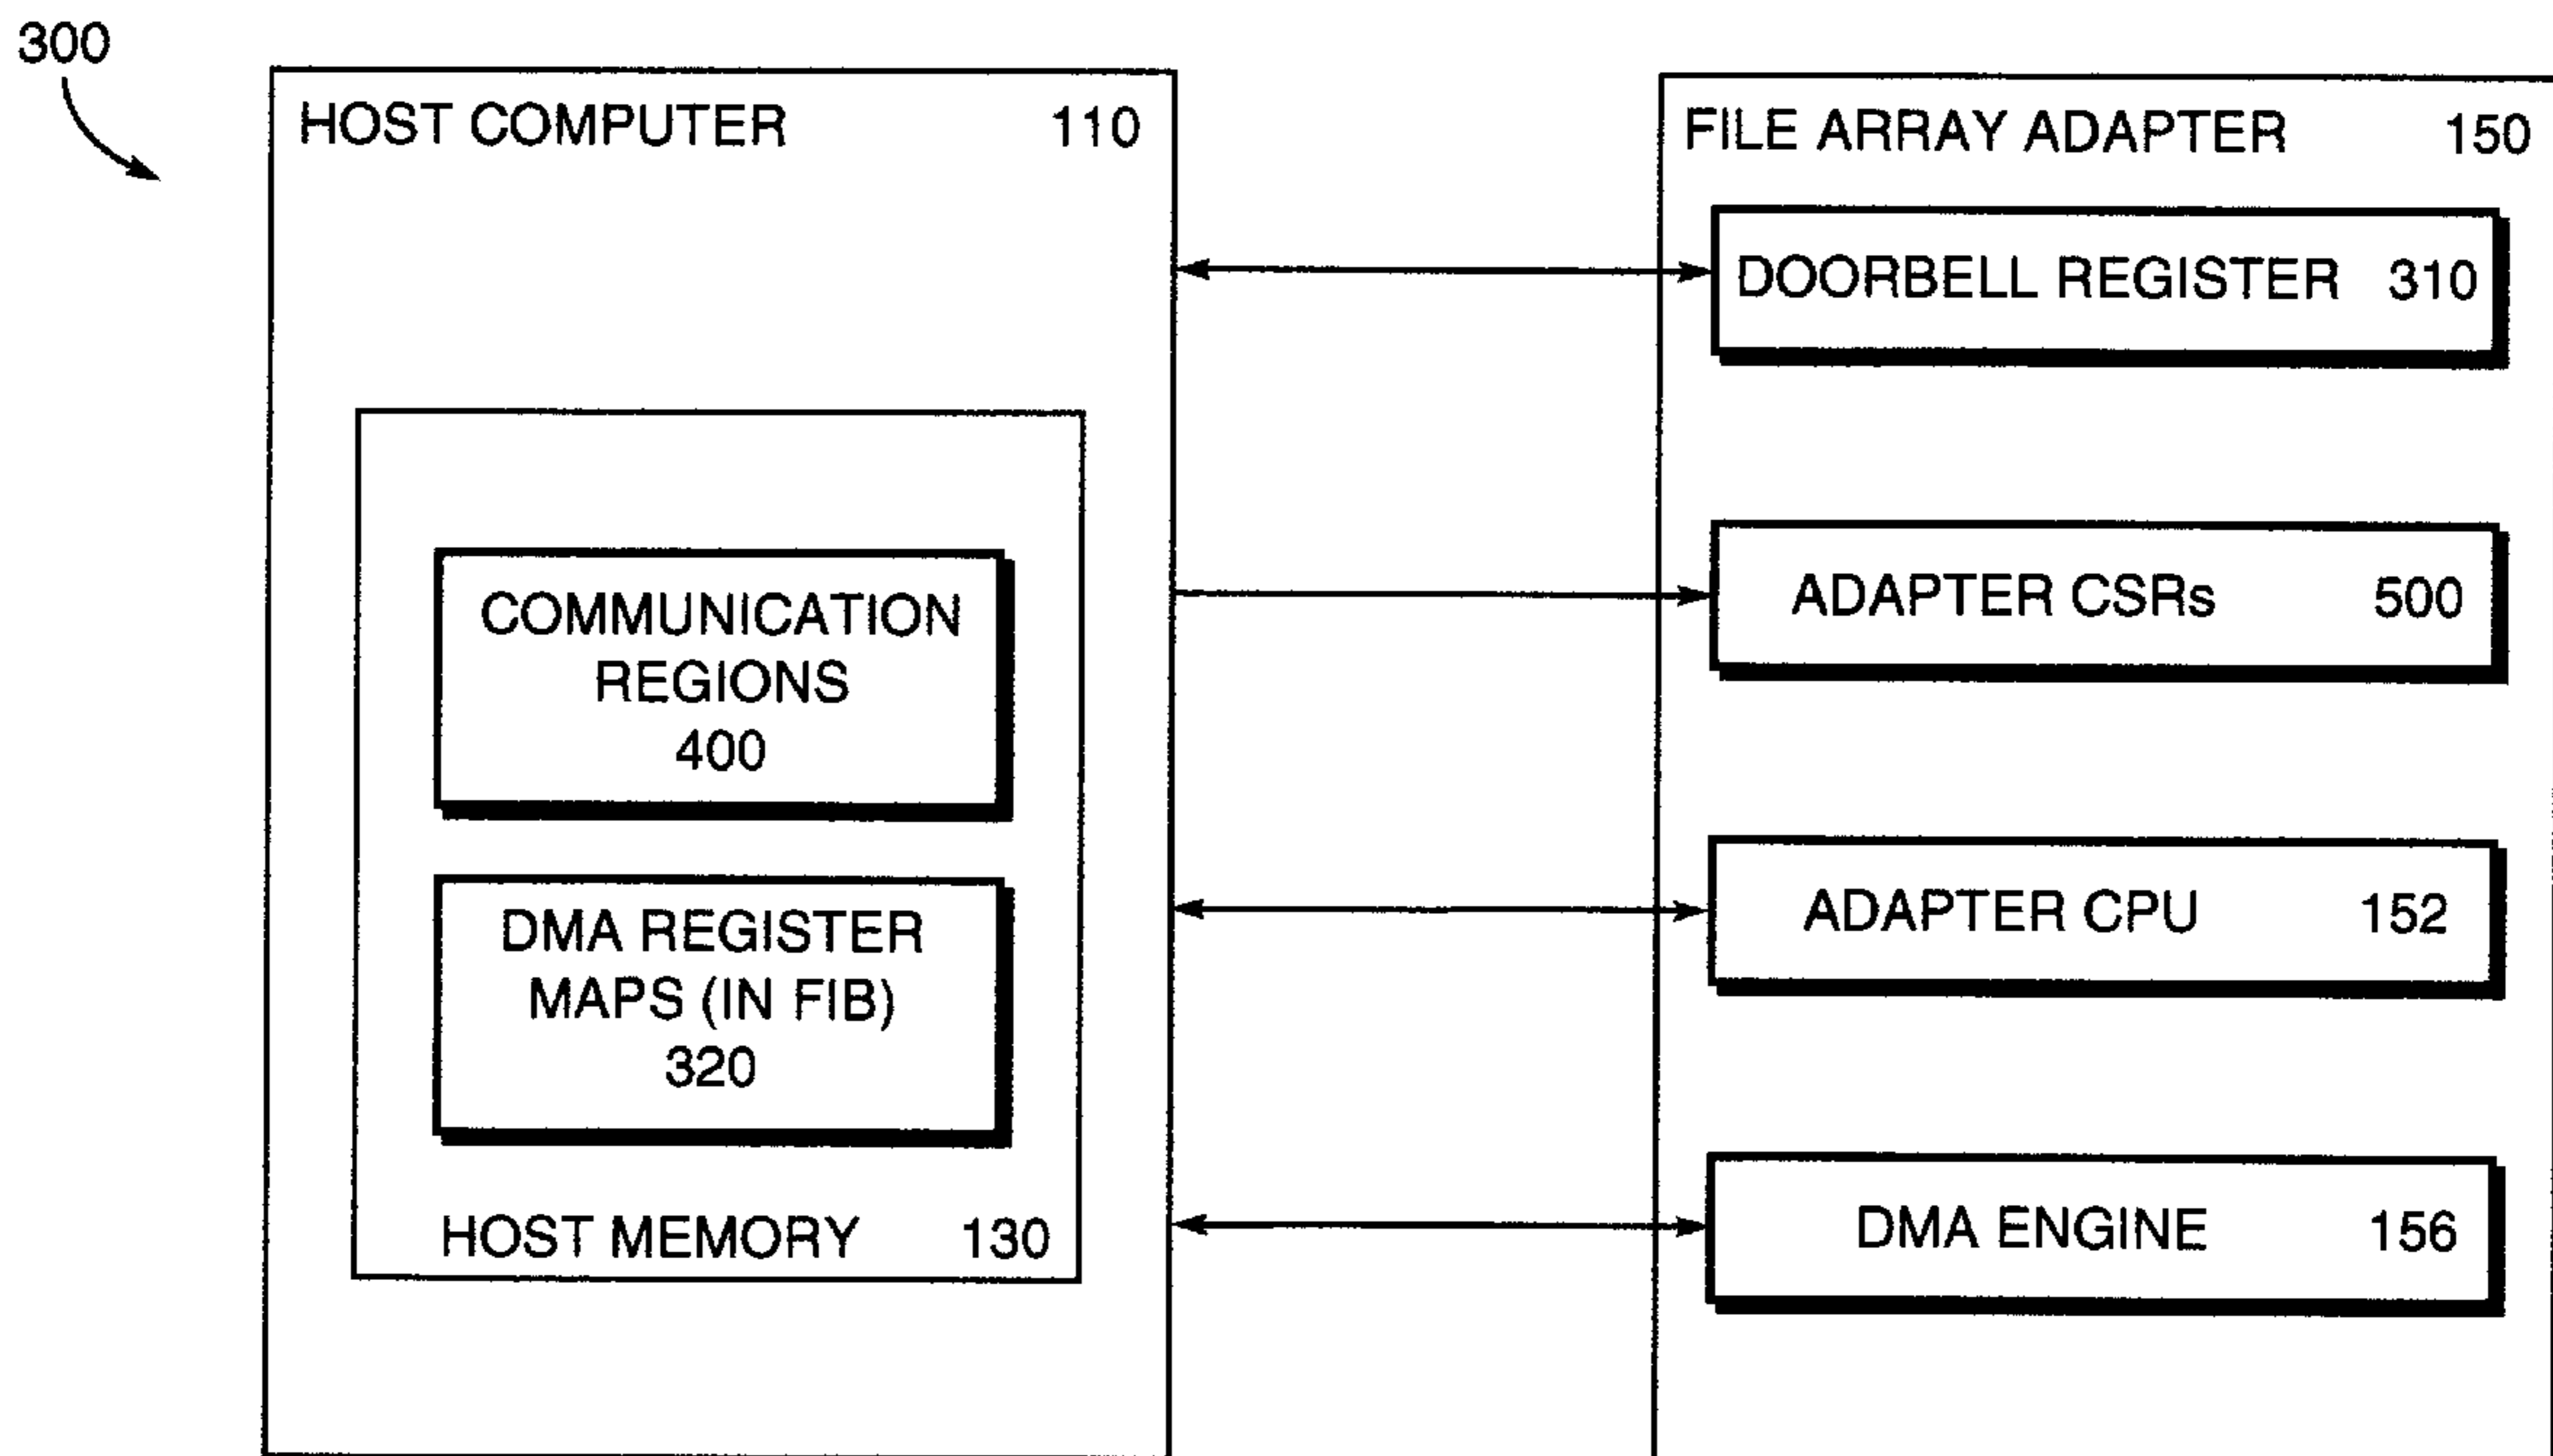 300
HOST COMPUTER 110
COMMUNICATION
REGIONS
400
DMA REGISTER
MAPS (IN FIB)
320
HOST MEMORY 130
FILE ARRAY ADAPTER 150
DOORBELL REGISTER 310
ADAPTER CSRs 500
ADAPTER CPU 152
DMA ENGINE 156